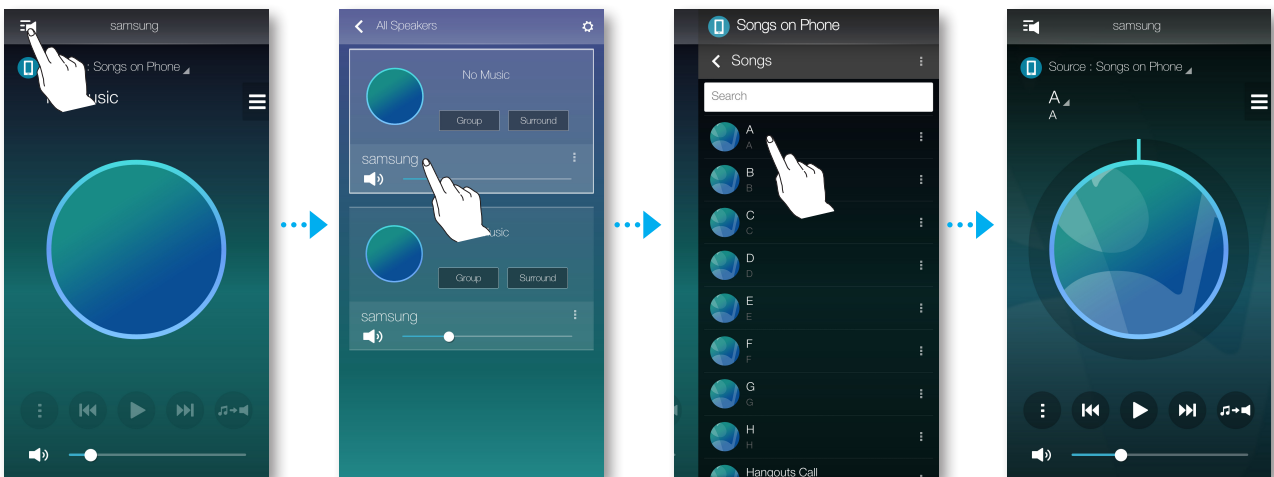 samsung
: Songs on Phone
usic
All Speakers
No Music
Group Surround
samsung
usic
Group Surround
samsung
Songs on Phone
Songs
Search
A
A
B
B
C
C
D
D
E
E
F
F
G
G
H
H
Hangouts Call
samsung
Source : Songs on Phone
A
A